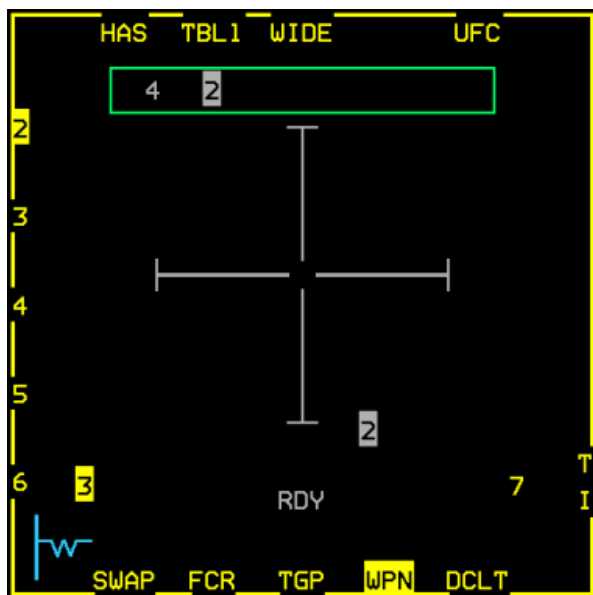 HAS TBL1 WIDE UFC
4 2
2
3
4
5
2
T
6 3 7
RDY I
W
SWAP FCR TGP WPN DCLT